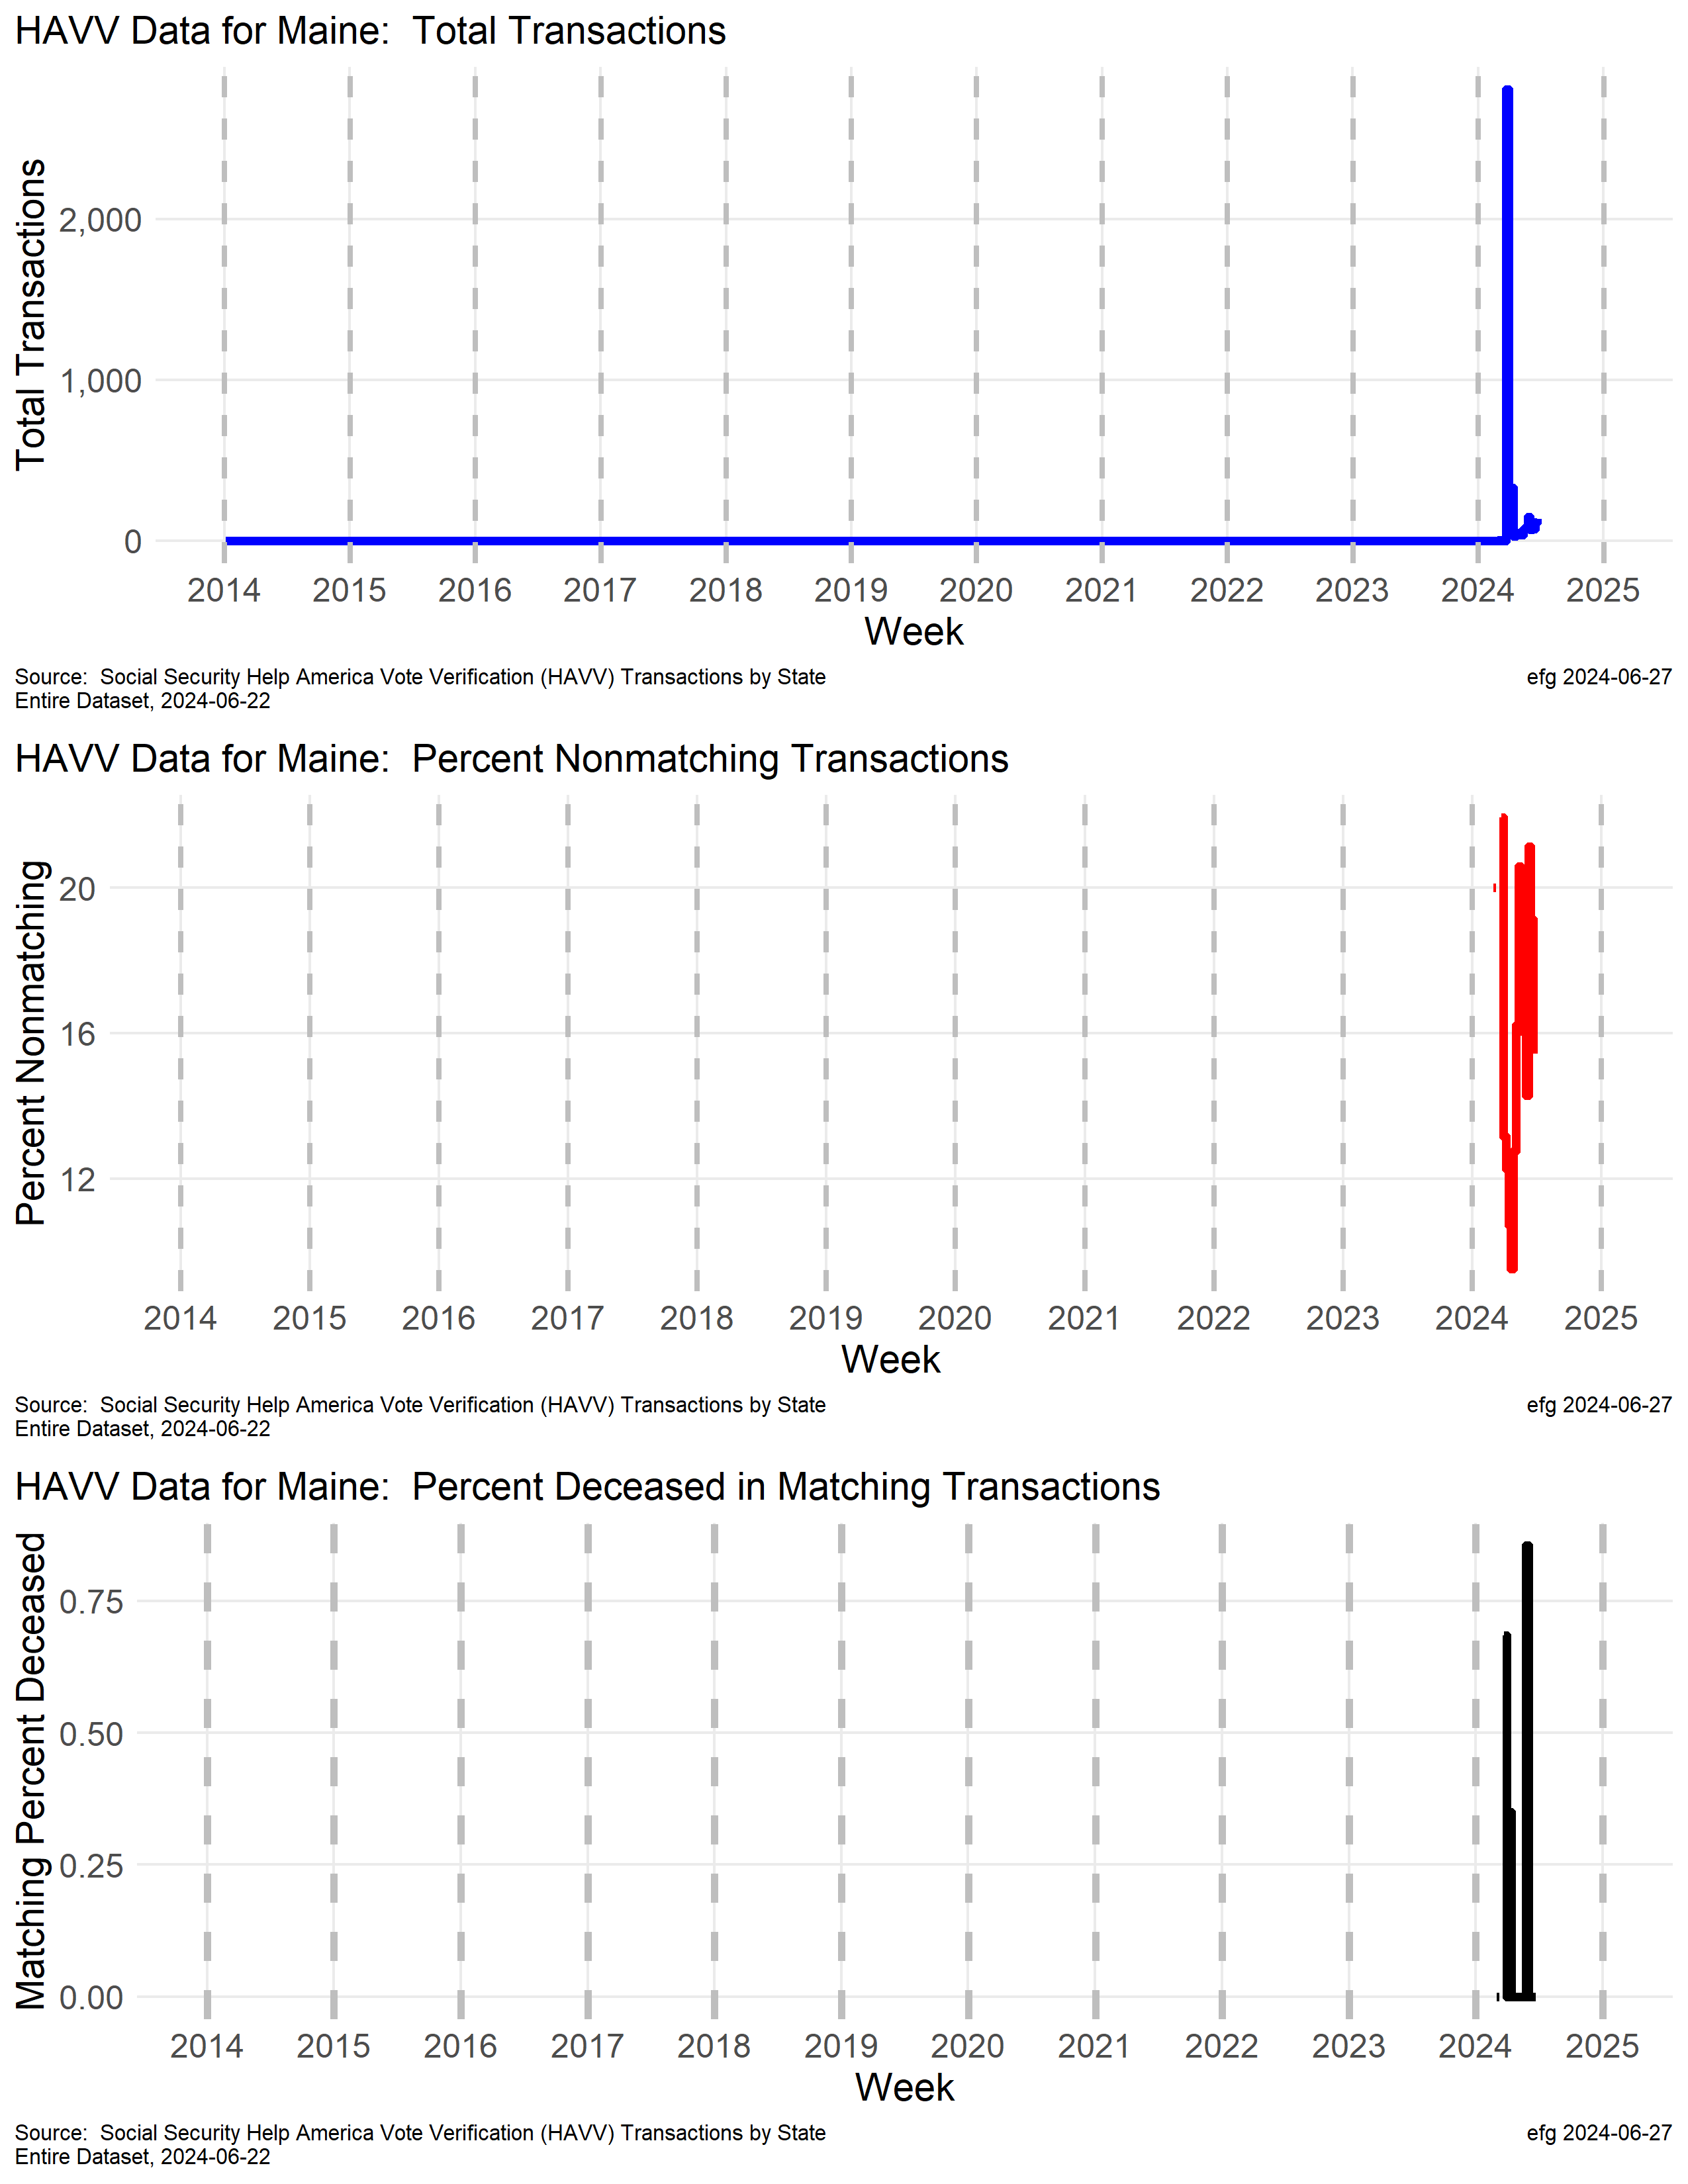 HAVV Data for Maine:  Total Transactions
Total Transactions
2,000
1,000
0
2014 2015 2016 2017 2018 2019 2020 2021 2022 2023 2024 2025
Week
Source:  Social Security Help America Vote Verification (HAVV) Transactions by State efg 2024-06-27
Entire Dataset, 2024-06-22
HAVV Data for Maine:  Percent Nonmatching Transactions
Percent Nonmatching
20
16
12
2014 2015 2016 2017 2018 2019 2020 2021 2022 2023 2024 2025
Week
Source:  Social Security Help America Vote Verification (HAVV) Transactions by State efg 2024-06-27
Entire Dataset, 2024-06-22
HAVV Data for Maine:  Percent Deceased in Matching Transactions
Matching Percent Deceased
0.75
0.50
0.25
0.00
2014 2015 2016 2017 2018 2019 2020 2021 2022 2023 2024 2025
Week
Source:  Social Security Help America Vote Verification (HAVV) Transactions by State efg 2024-06-27
Entire Dataset, 2024-06-22